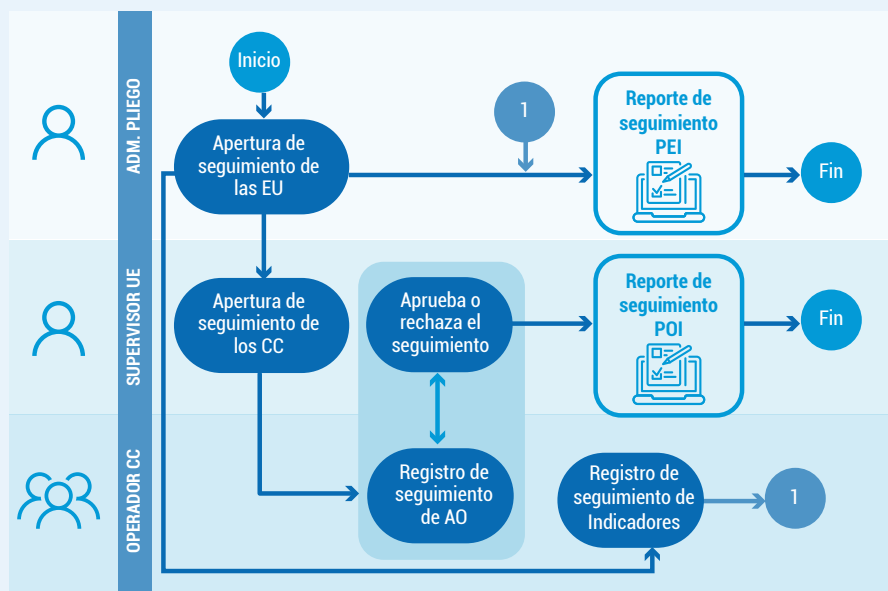 ADM. PLIEGO
Inicio
Apertura de
seguimiento de
las EU
1
Reporte de
seguimiento
PEI
Fin
SUPERVISOR UE
Apertura de
seguimiento de
los CC
Aprueba o
rechaza el
seguimiento
Reporte de
seguimiento
POI
Fin
OPERADOR CC
Registro de
seguimiento
de AO
Registro de
seguimiento de
Indicadores
1